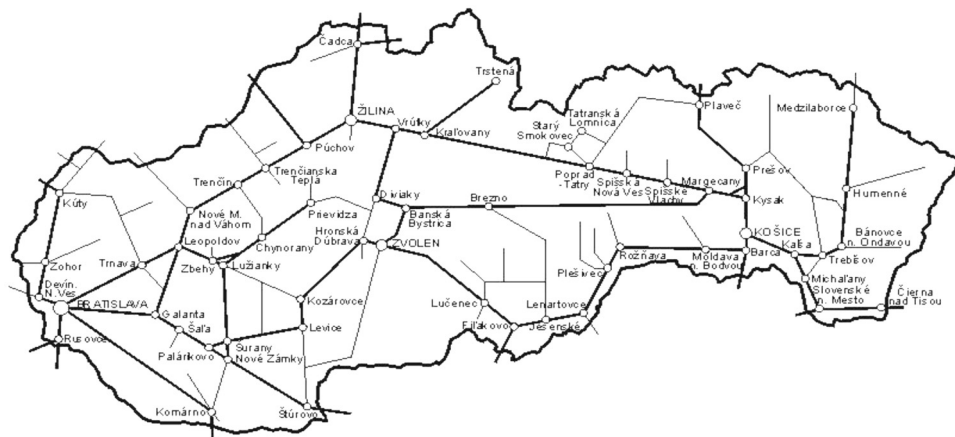 Čadca
Trstená
ŽILINA
Vrútky
Kraľovany
Púchov
Tatranská
Lomnica
Starý
Smokovec
Plaveč
Medzilaborce
Trenčianska
Teplá
Trenčín
Poprad
-Tatry
Spišská
Nová Ves
Spišské
Vlachy
Margecany
Prešov
Kysak
Humenné
Kúty
Nové M.
nad Váhom
Prievidza
Diviaky
Banská
Bystrica
Brezno
Hronská
Dúbrava
ZVOLEN
Leopoldov
Chynorany
Zbehy
Lužianky
Zohor
Trnava
Devín.
N. Ves
BRATISLAVA
Rusovce
Galanta
Šaľa
Palárikovo
Kozárovce
Levice
Šurany
Nové Zámky
Komárno
Štúrovo
Lučenec
Fiľakovo
Jesenské
Lenartovce
Plešivec
Rožňava
Moldava
n. Bodvou
KOŠICE
Barca
Kalša
Trebišov
Bánovce
n. Ondavou
Michaľany
Slovenské
n. Mesto
Čierna
nad Tisou